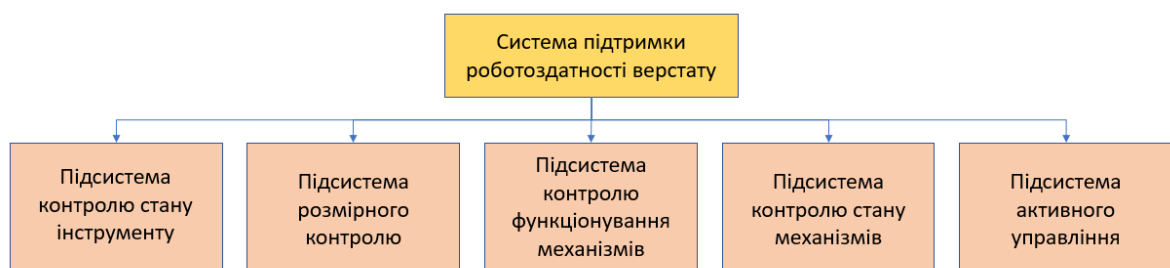 Система підтримки
роботоздатності верстату
Підсистема
контролю стану
інструменту
Підсистема
розмірного
контролю
Підсистема
контролю
функціонування
механізмів
Підсистема
контролю стану
механізмів
Підсистема
активного
управління